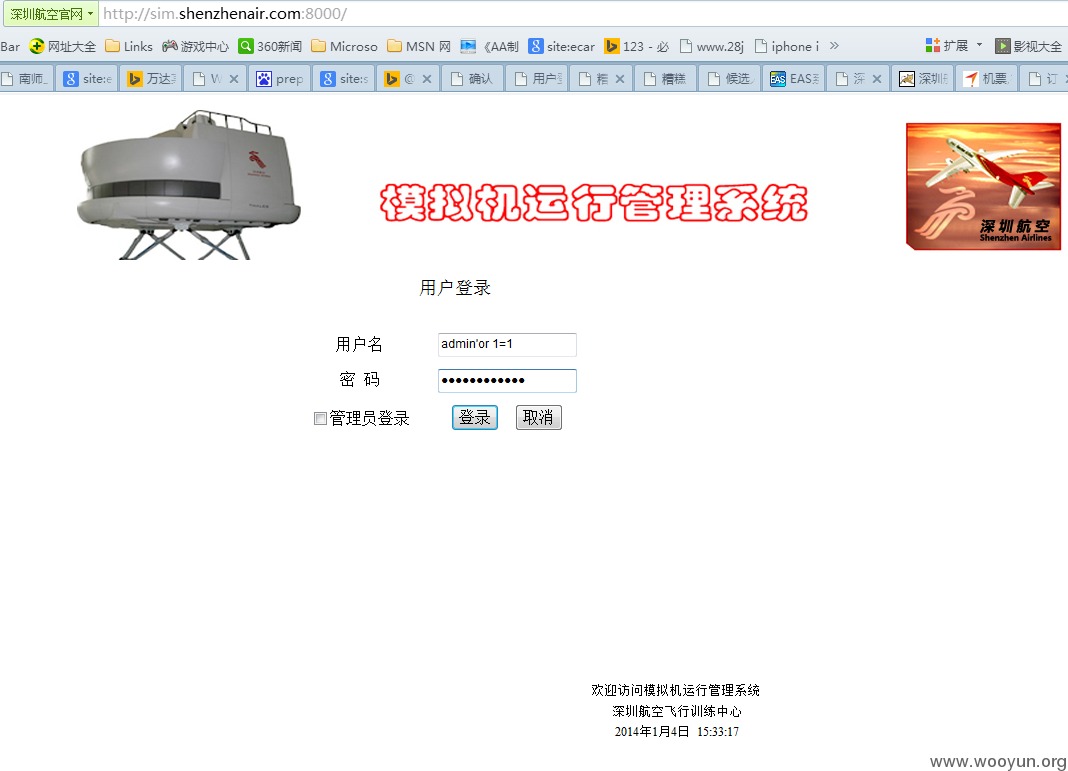 深圳航空官网 http://sim.shenzhenair.com:8000/
Bar 网址大全 Links 游戏中心 360新闻 Microso MSN 网 《AA制 site:ecar 123 - 必 www.28j iphone i » 扩展 影视大全
南师 site:e 万达 W prep site:s @ 确认 用户 糟糕 候选 EAS 深 深圳 机票 订
模拟机运行管理系统
深圳航空
Shenzhen Airlines
用户登录
用户名 admin'or 1=1
密 码 ••••••••••••
管理员登录 登录 取消
欢迎访问模拟机运行管理系统
深圳航空飞行训练中心
2014年1月4日 15:33:17
www.wooyun.org